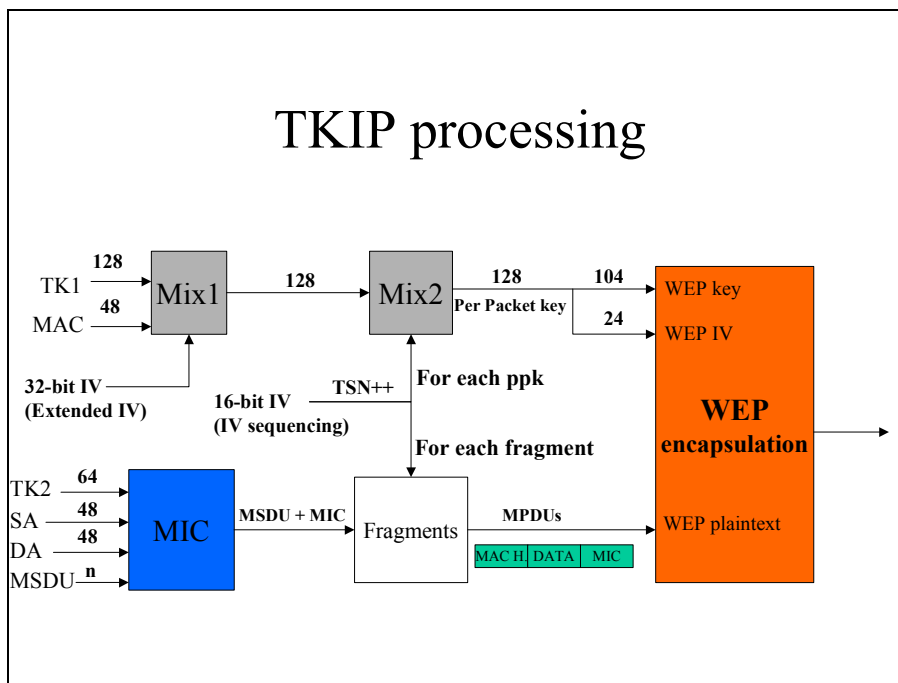 TKIP processing
128
TK1
48
MAC
Mix1
128
Mix2
128
Per Packet key
104
24
WEP key
WEP IV
32-bit IV
(Extended IV)
16-bit IV
(IV sequencing)
TSN++
For each ppk
For each fragment
WEP
encapsulation
TK2
64
SA
48
DA
48
MSDU
n
MIC
MSDU + MIC
Fragments
MPDUs
MAC H. DATA MIC
WEP plaintext